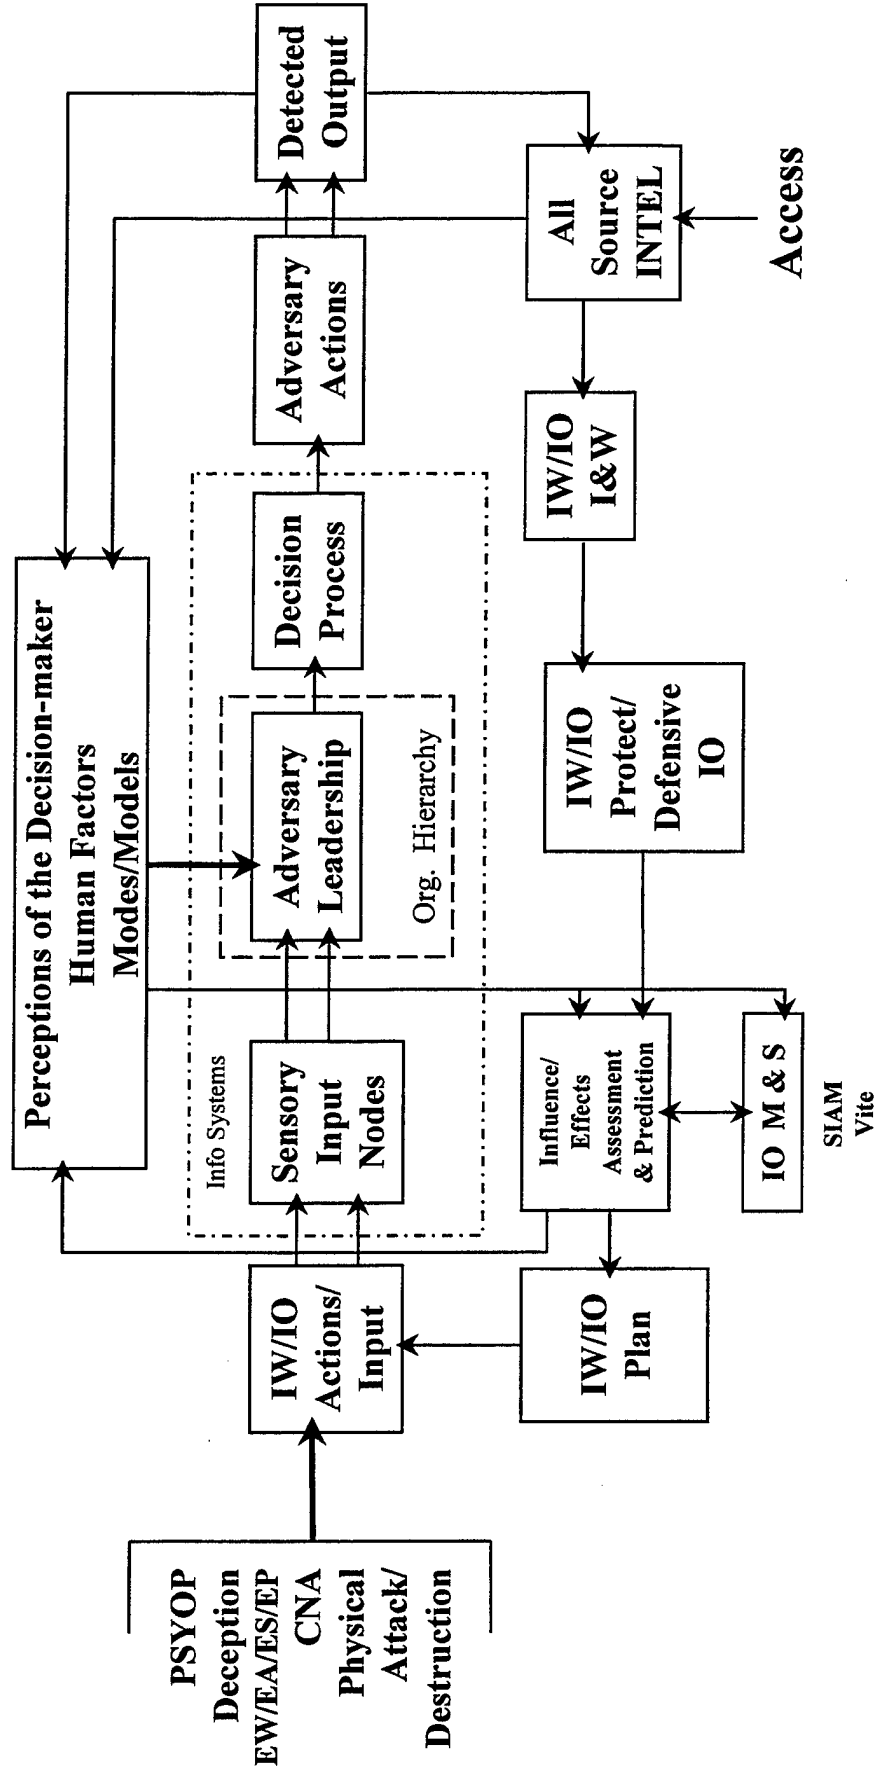 Perceptions of the Decision-maker
Human Factors
Modes/Models
PSYOP
Deception
EW/EA/ES/EP
CNA
Physical
Attack/
Destruction
IW/IO
Actions/
Input
Info Systems
Sensory
Input
Nodes
Adversary
Leadership
Org. Hierarchy
Decision
Process
Adversary
Actions
Detected
Output
IW/IO
Plan
Influence/
Effects
Assessment
& Prediction
IO M & S
SIAM
Vite
IW/IO
Protect/
Defensive
IO
IW/IO
I&W
All
Source
INTEL
Access